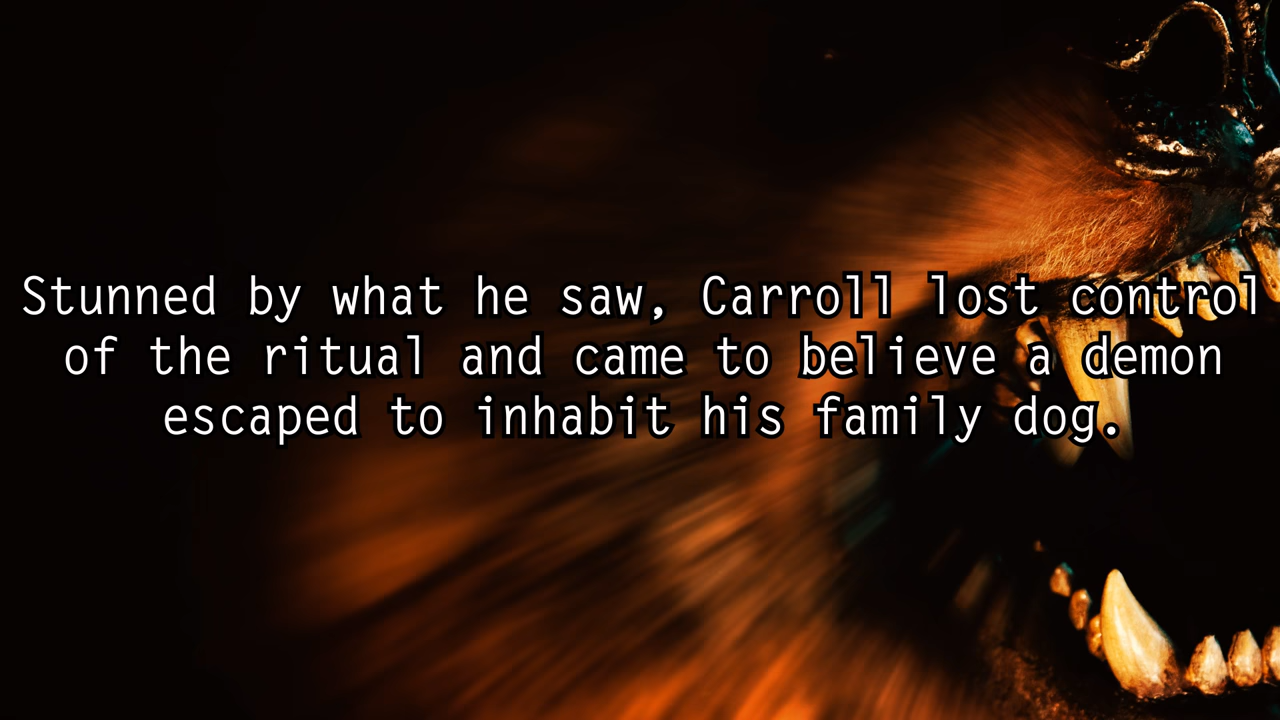 Stunned by what he saw, Carroll lost control
of the ritual and came to believe a demon
escaped to inhabit his family dog.